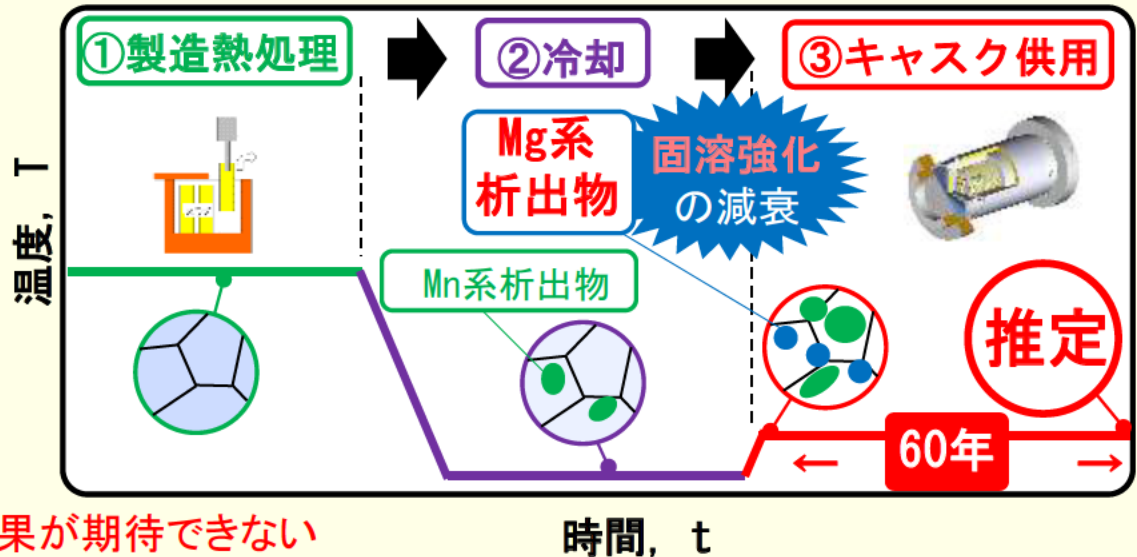 ①製造熱処理
②冷却
③キャスク供用
Mg系
析出物
固溶強化
の減衰
温度, T
Mn系析出物
推定
← 60年 →
果が期待できない
時間, t